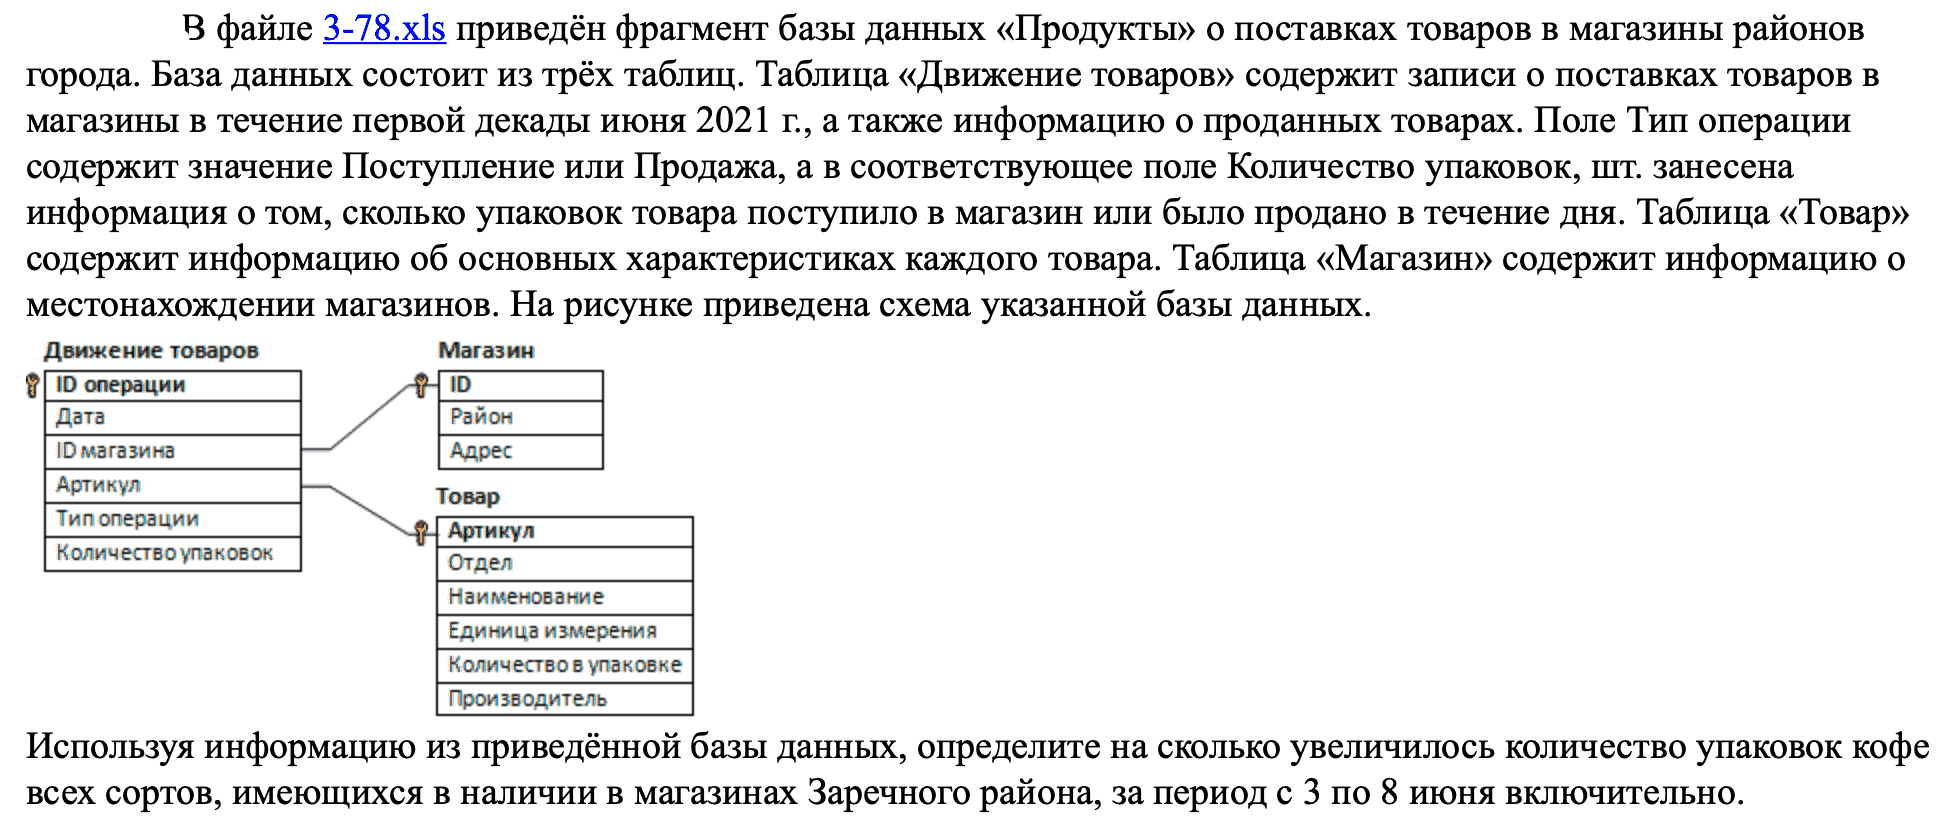 В файле 3-78.xls приведён фрагмент базы данных «Продукты» о поставках товаров в магазины районов
города. База данных состоит из трёх таблиц. Таблица «Движение товаров» содержит записи о поставках товаров в
магазины в течение первой декады июня 2021 г., а также информацию о проданных товарах. Поле Тип операции
содержит значение Поступление или Продажа, а в соответствующее поле Количество упаковок, шт. занесена
информация о том, сколько упаковок товара поступило в магазин или было продано в течение дня. Таблица «Товар»
содержит информацию об основных характеристиках каждого товара. Таблица «Магазин» содержит информацию о
местонахождении магазинов. На рисунке приведена схема указанной базы данных.
Движение товаров
ID операции
Дата
ID магазина
Артикул
Тип операции
Количество упаковок
Магазин
ID
Район
Адрес
Товар
Артикул
Отдел
Наименование
Единица измерения
Количество в упаковке
Производитель
Используя информацию из приведённой базы данных, определите на сколько увеличилось количество упаковок кофе
всех сортов, имеющихся в наличии в магазинах Заречного района, за период с 3 по 8 июня включительно.